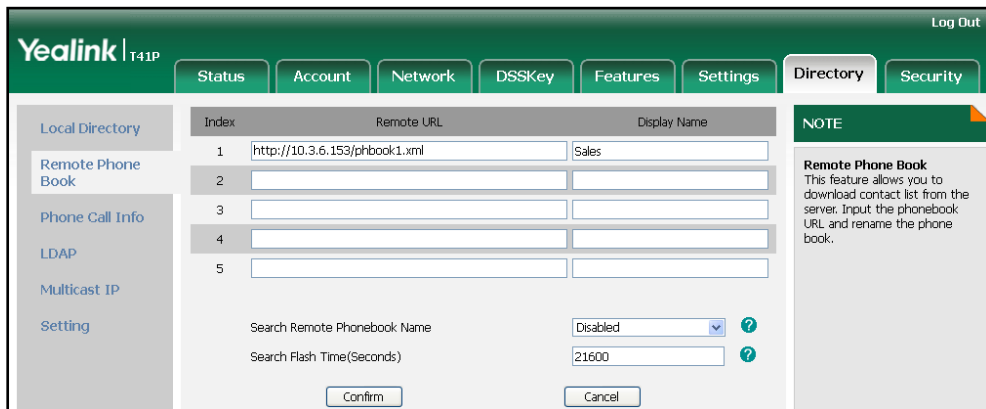 Log Out
Yealink T41P
Status Account Network DSSKey Features Settings Directory Security
Local Directory
Remote Phone
Book
Phone Call Info
LDAP
Multicast IP
Setting
Index Remote URL Display Name
1 http://10.3.6.153/phbook1.xml Sales
2
3
4
5
Search Remote Phonebook Name Disabled ?
Search Flash Time(Seconds) 21600 ?
Confirm Cancel
NOTE
Remote Phone Book
This feature allows you to
download contact list from the
server. Input the phonebook
URL and rename the phone
book.